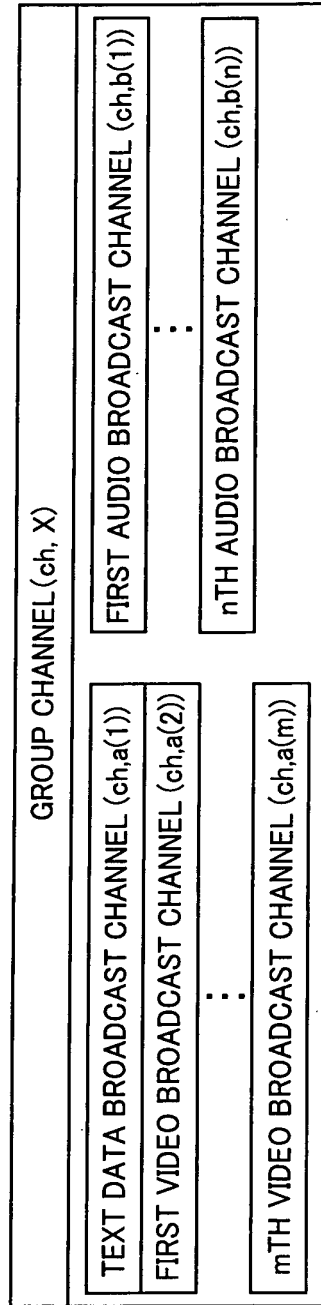 GROUP CHANNEL(ch, X)
TEXT DATA BROADCAST CHANNEL (ch,a(1))
FIRST VIDEO BROADCAST CHANNEL (ch,a(2))
⋮
mTH VIDEO BROADCAST CHANNEL (ch,a(m))
FIRST AUDIO BROADCAST CHANNEL (ch,b(1))
⋮
nTH AUDIO BROADCAST CHANNEL (ch,b(n))